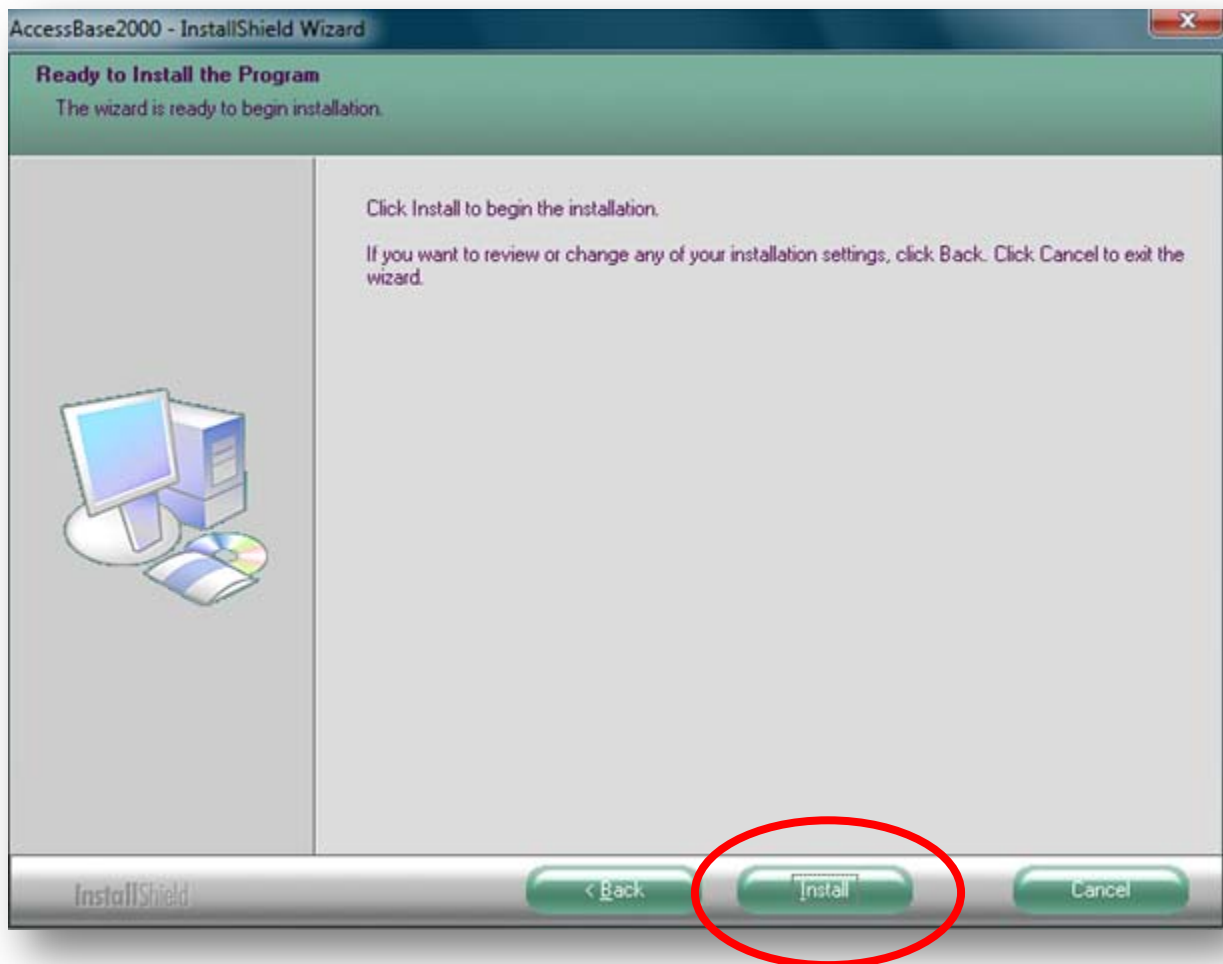 AccessBase2000 - InstallShield Wizard
X
Ready to Install the Program
The wizard is ready to begin installation.
Click Install to begin the installation.
If you want to review or change any of your installation settings, click Back. Click Cancel to exit the
wizard.
InstallShield
< Back
Install
Cancel